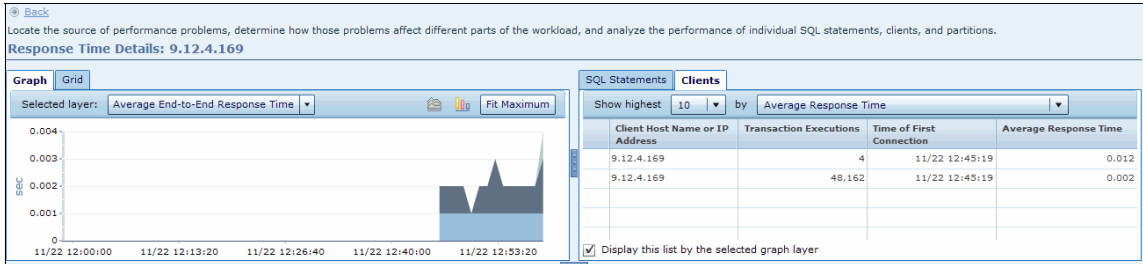 Back
Locate the source of performance problems, determine how those problems affect different parts of the workload, and analyze the performance of individual SQL statements, clients, and partitions.
Response Time Details: 9.12.4.169
Graph Grid
Selected layer: Average End-to-End Response Time Fit Maximum
0.004
0.003
0.002
0.001
0
sec
11/22 12:00:00 11/22 12:13:20 11/22 12:26:40 11/22 12:40:00 11/22 12:53:20
SQL Statements Clients
Show highest 10 by Average Response Time
Client Host Name or IP Address Transaction Executions Time of First Connection Average Response Time
9.12.4.169 4 11/22 12:45:19 0.012
9.12.4.169 48,162 11/22 12:45:19 0.002
Display this list by the selected graph layer